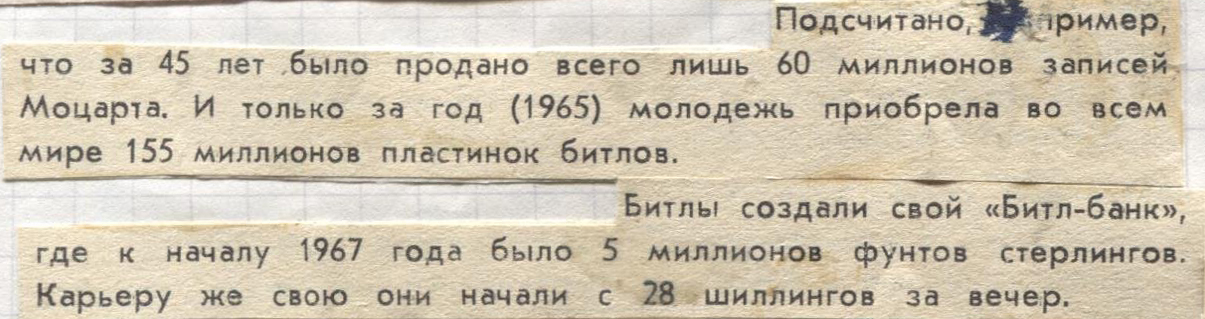 Подсчитано,
что за 45 лет было продано всего лишь 60 миллионов записей
Моцарта. И только за год (1965) молодежь приобрела во всем
мире 155 миллионов пластинок битлов.
Битлы создали свой «Битл-банк»,
где к началу 1967 года было 5 миллионов фунтов стерлингов.
Карьеру же свою они начали с 28 шиллингов за вечер.